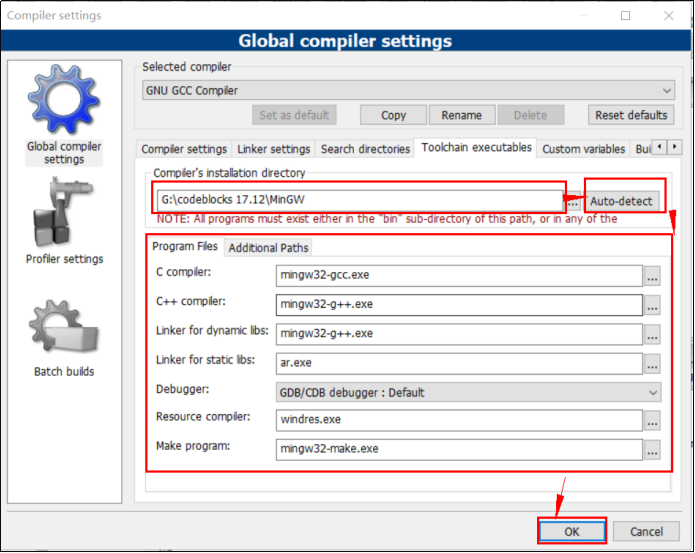 Compiler settings
Global compiler settings
Global compiler
settings
Profiler settings
Batch builds
Selected compiler
GNU GCC Compiler
Set as default
Copy
Rename
Delete
Reset defaults
Compiler settings
Linker settings
Search directories
Toolchain executables
Custom variables
Bui
Compiler's installation directory
G:\codeblocks 17.12\MinGW
...
Auto-detect
NOTE: All programs must exist either in the "bin" sub-directory of this path, or in any of the
Program Files
Additional Paths
C compiler:
mingw32-gcc.exe
...
C++ compiler:
mingw32-g++.exe
...
Linker for dynamic libs:
mingw32-g++.exe
...
Linker for static libs:
ar.exe
...
Debugger:
GDB/CDB debugger : Default
Resource compiler:
windres.exe
...
Make program:
mingw32-make.exe
...
OK
Cancel